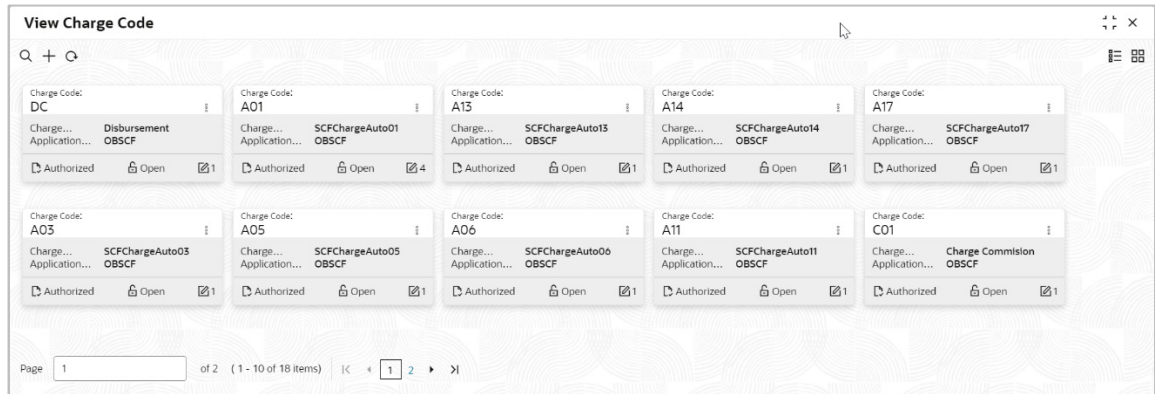 View Charge Code
Charge Code: Charge Code: Charge Code: Charge Code: Charge Code:
DC A01 A13 A14 A17
Charge... Disbursement Charge... SCFChargeAuto01 Charge... SCFChargeAuto13 Charge... SCFChargeAuto14 Charge... SCFChargeAuto17
Application... OBSCF Application... OBSCF Application... OBSCF Application... OBSCF Application... OBSCF
Authorized Open 1 Authorized Open 4 Authorized Open 1 Authorized Open 1 Authorized Open 1
Charge Code: Charge Code: Charge Code: Charge Code: Charge Code:
A03 A05 A06 A11 C01
Charge... SCFChargeAuto03 Charge... SCFChargeAuto05 Charge... SCFChargeAuto06 Charge... SCFChargeAuto11 Charge... Charge Commision
Application... OBSCF Application... OBSCF Application... OBSCF Application... OBSCF Application... OBSCF
Authorized Open 1 Authorized Open 1 Authorized Open 1 Authorized Open 1 Authorized Open 1
Page 1 of 2 ( 1 - 10 of 18 items) 1 2